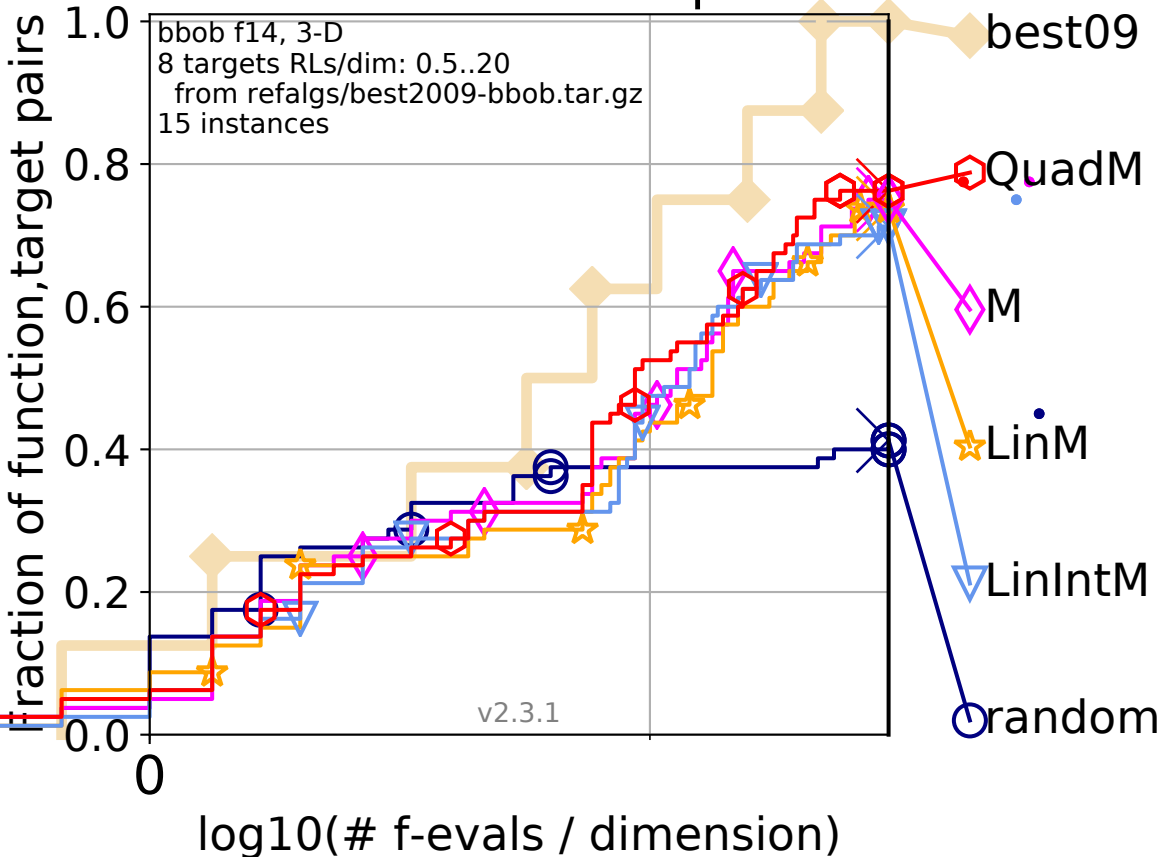 bbob f14, 3-D
8 targets RLs/dim: 0.5..20
from refalgs/best2009-bbob.tar.gz
15 instances
1.0
0.8
0.6
0.4
0.2
0.0
0
Fraction of function,target pairs
log10(# f-evals / dimension)
v2.3.1
best09
QuadM
M
LinM
LinIntM
random